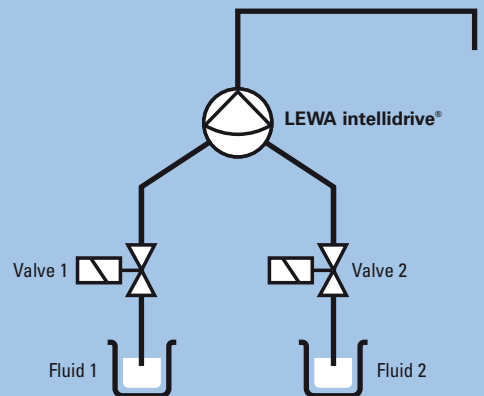 LEWA intellidrive®
Valve 1
Valve 2
Fluid 1
Fluid 2